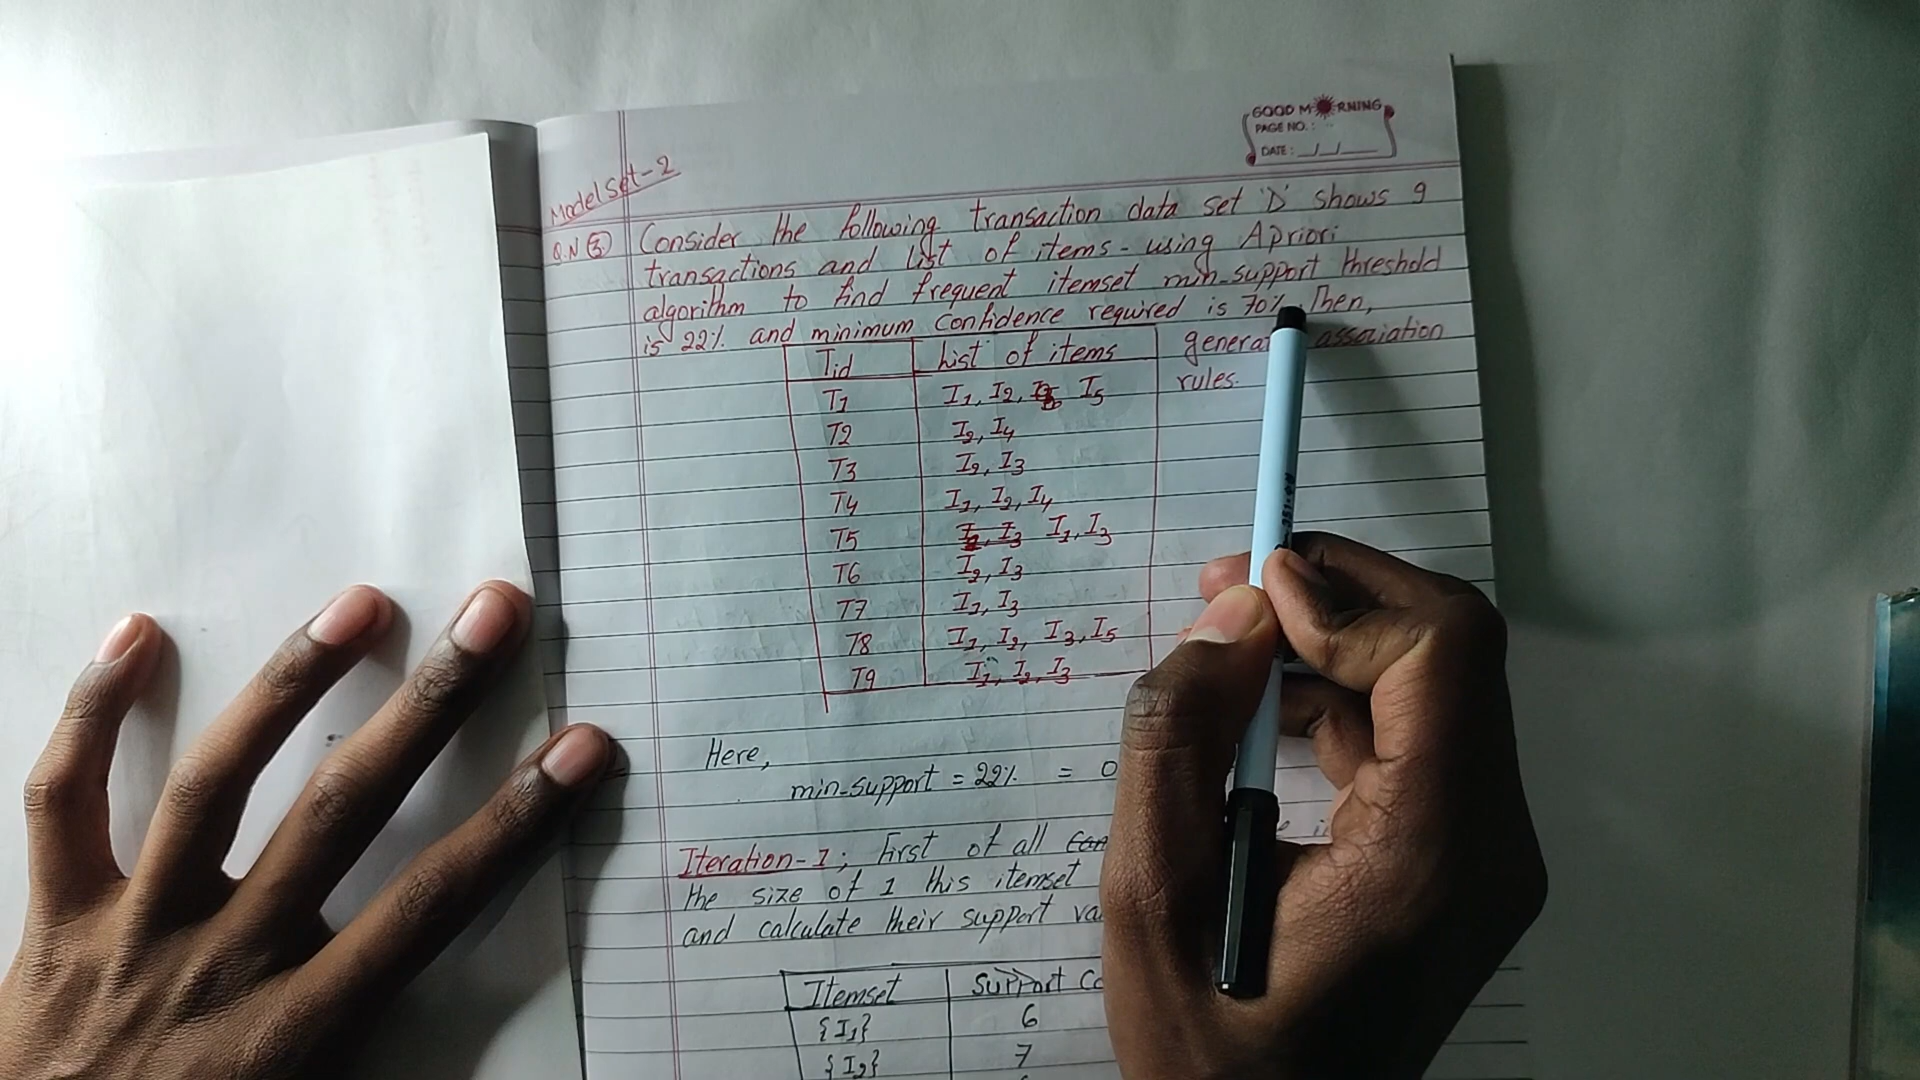 GOOD MORNING
PAGE NO.:
DATE:
Model Set-2
Q.N ③ Consider the following transaction data set 'D' shows 9
transactions and list of items - using Apriori
algorithm to find frequent itemset min-support threshold
is 22% and minimum Confidence required is 70%. Then,
generat association
rules.
Tid List of items
T1 I1, I2, I5
T2 I2, I4
T3 I2, I3
T4 I1, I2, I4
T5 I2, I3 I1, I3
T6 I2, I3
T7 I1, I3
T8 I1, I2, I3, I5
T9 I1, I2, I3
Here,
min-support = 22% = 0
Iteration-1; First of all
the size of 1 this itemset
and calculate their support va
Itemset Support Co
{I1} 6
{I2} 7